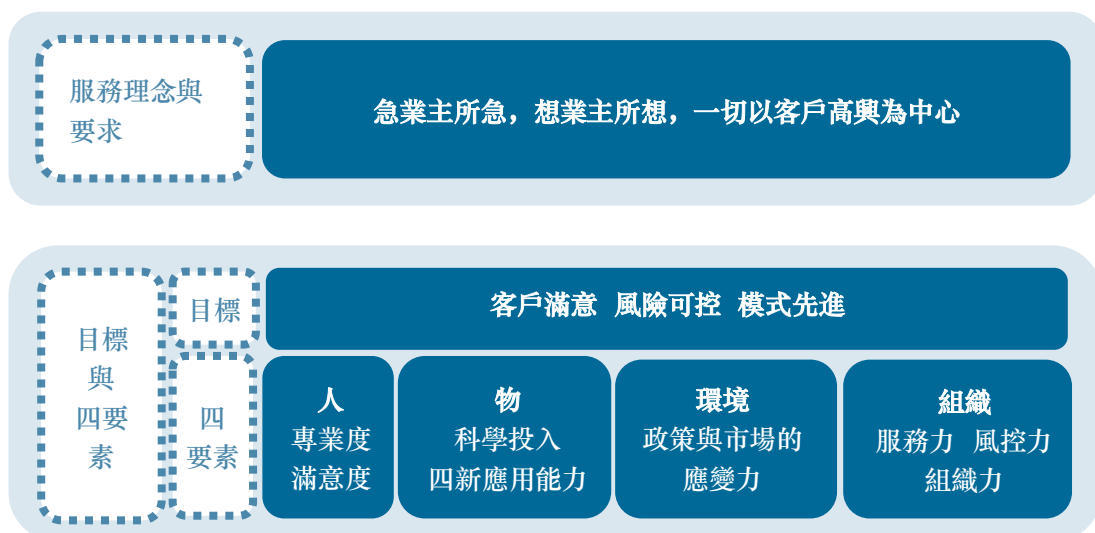 服務理念與
要求
急業主所急，想業主所想，一切以客戶高興為中心
目標
與
四要
素
目標
客戶滿意 風險可控 模式先進
四
要素
人
專業度
滿意度
物
科學投入
四新應用能力
環境
政策與市場的
應變力
組織
服務力 風控力
組織力